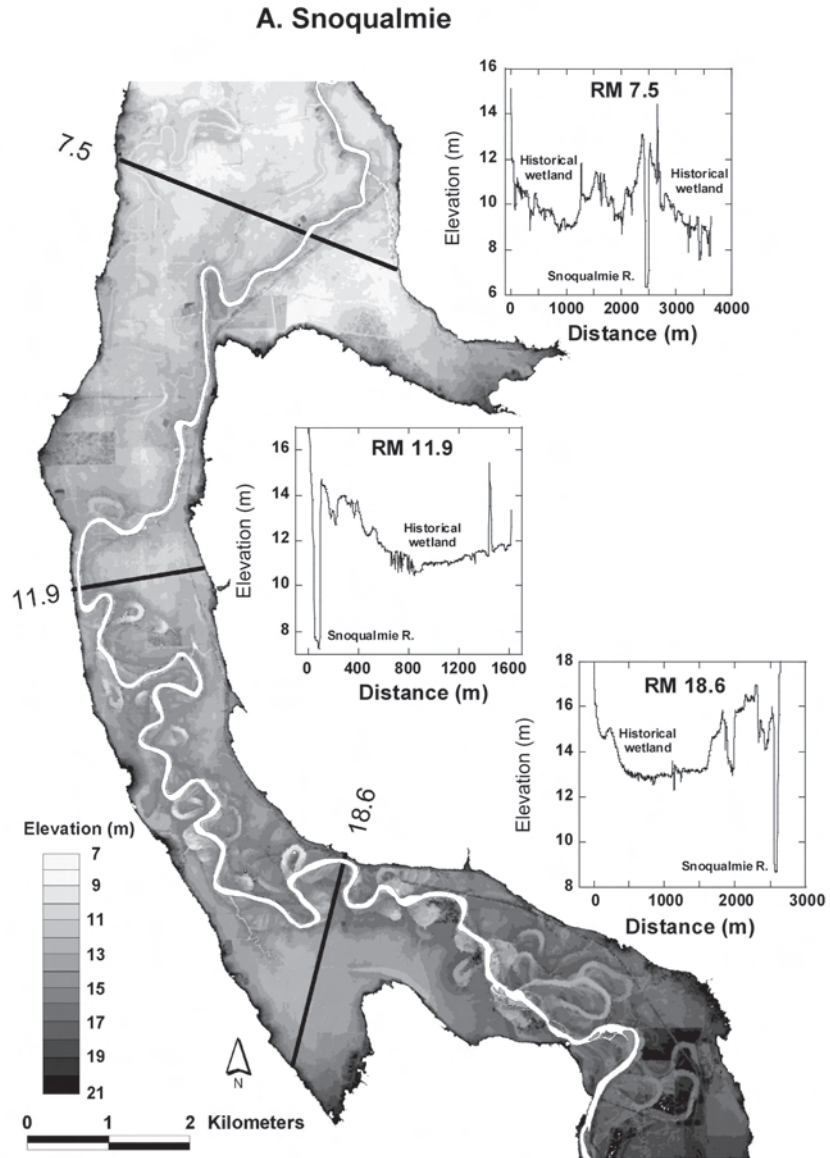 A. Snoqualmie
7.5
16
14
12
10
8
6
Elevation (m)
RM 7.5
Historical
wetland
Historical
wetland
Snoqualmie R.
0 1000 2000 3000 4000
Distance (m)
16
14
12
10
8
Elevation (m)
RM 11.9
Historical
wetland
Snoqualmie R.
0 400 800 1200 1600
Distance (m)
11.9
18
16
14
12
10
8
Elevation (m)
RM 18.6
Historical
wetland
Snoqualmie R.
0 1000 2000 3000
Distance (m)
18.6
Elevation (m)
7
9
11
13
15
17
19
21
N
0 1 2 Kilometers